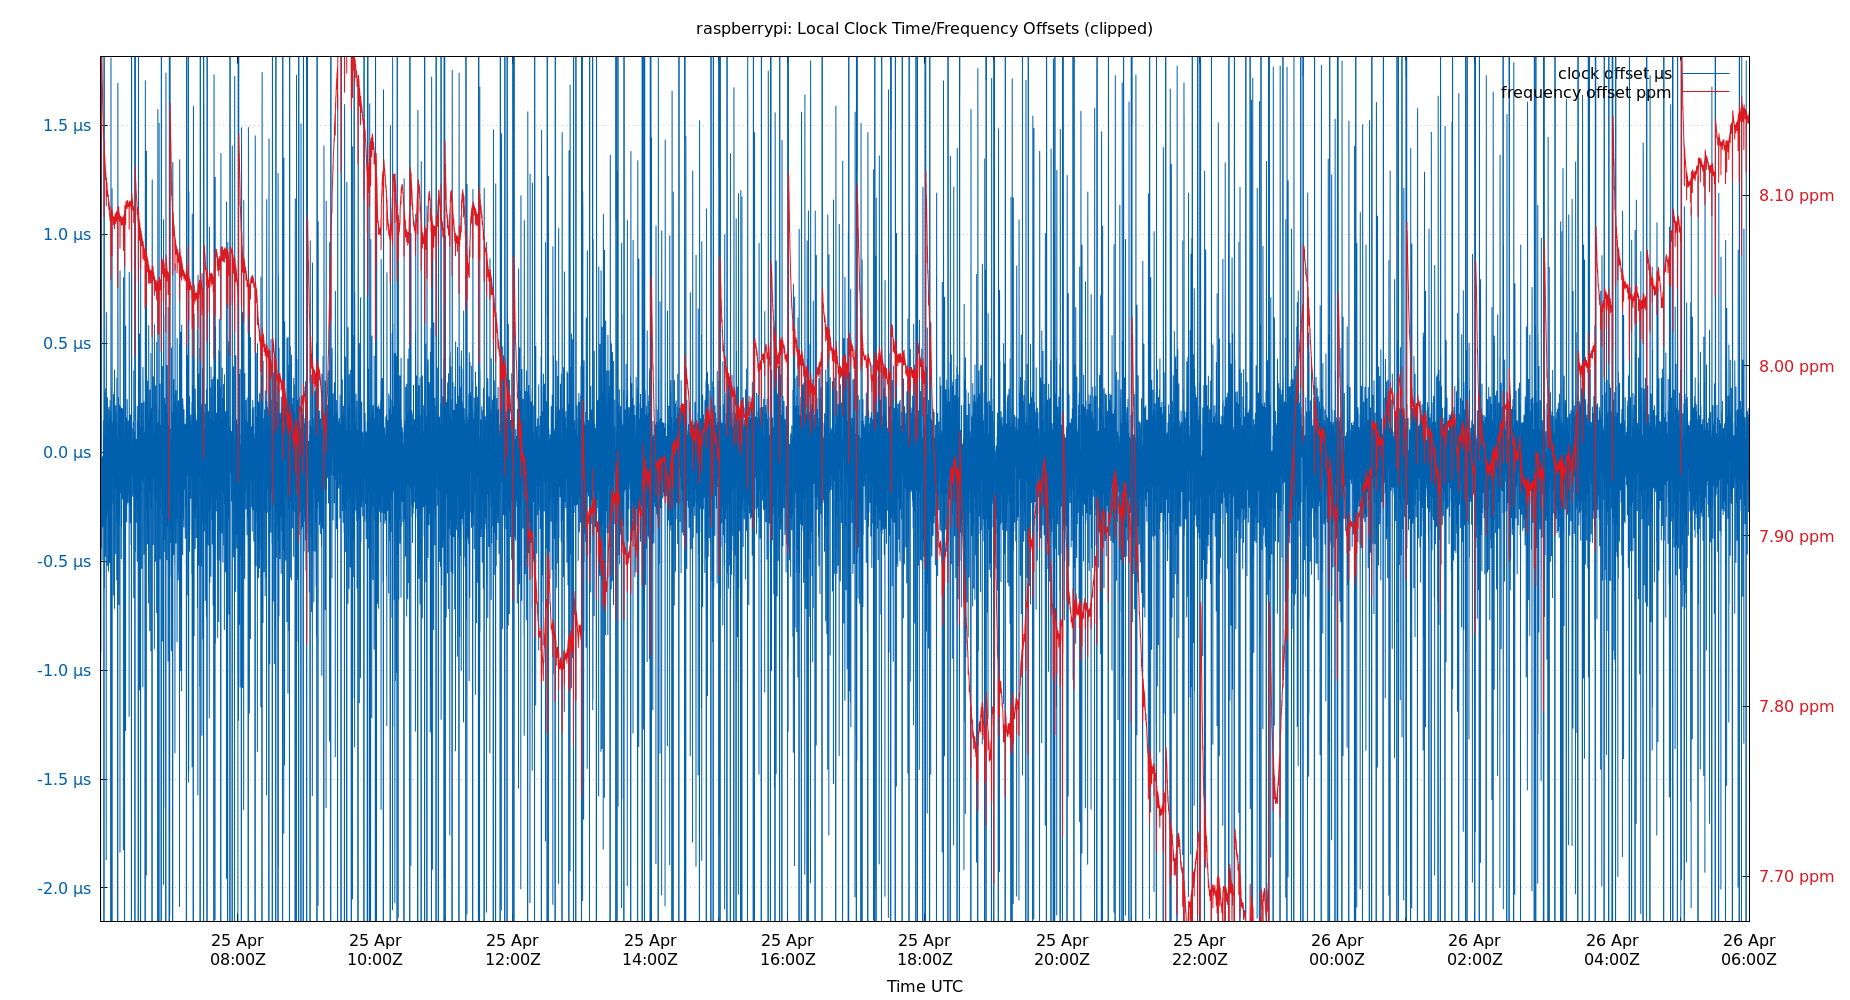 raspberrypi: Local Clock Time/Frequency Offsets (clipped)
clock offset µs
frequency offset ppm
1.5 µs
1.0 µs
0.5 µs
0.0 µs
-0.5 µs
-1.0 µs
-1.5 µs
-2.0 µs
8.10 ppm
8.00 ppm
7.90 ppm
7.80 ppm
7.70 ppm
25 Apr
08:00Z
25 Apr
10:00Z
25 Apr
12:00Z
25 Apr
14:00Z
25 Apr
16:00Z
25 Apr
18:00Z
25 Apr
20:00Z
25 Apr
22:00Z
26 Apr
00:00Z
26 Apr
02:00Z
26 Apr
04:00Z
26 Apr
06:00Z
Time UTC